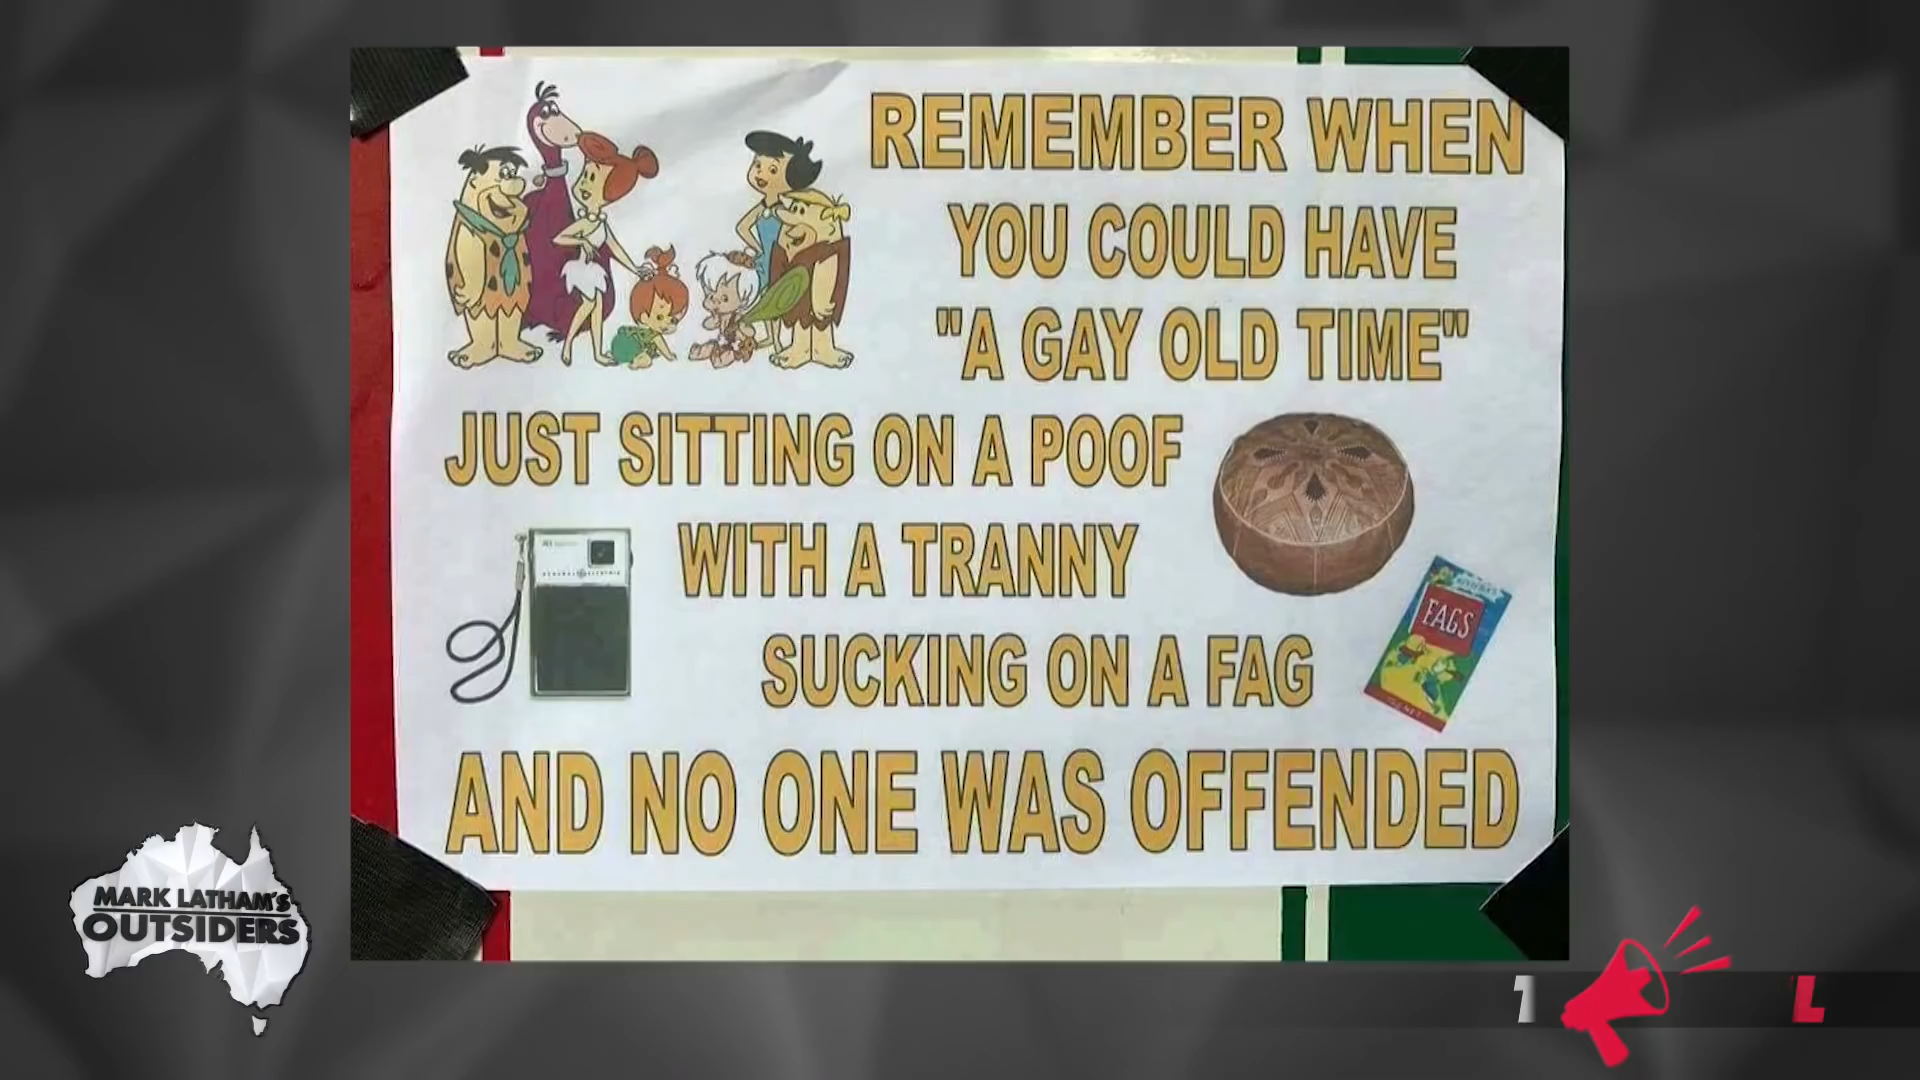 REMEMBER WHEN
YOU COULD HAVE
"A GAY OLD TIME"
JUST SITTING ON A POOF
WITH A TRANNY
SUCKING ON A FAG
FAGS
AND NO ONE WAS OFFENDED
MARK LATHAM'S
OUTSIDERS